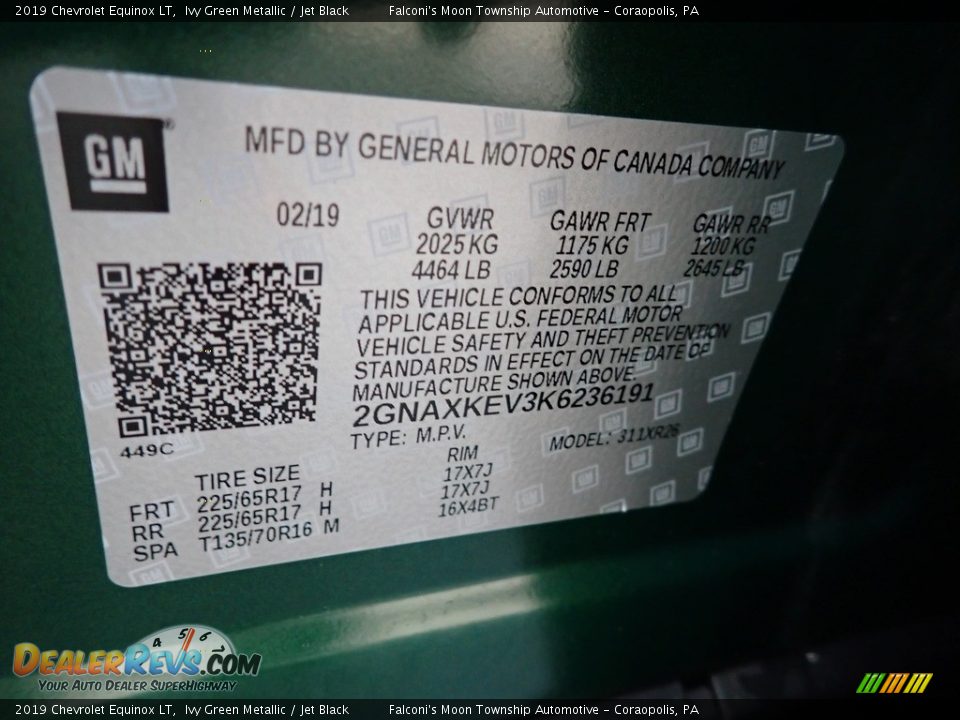 2019 Chevrolet Equinox LT, Ivy Green Metallic / Jet Black Falconi's Moon Township Automotive - Coraopolis, PA
GM
MFD BY GENERAL MOTORS OF CANADA COMPANY
02/19 GVWR GAWR FRT GAWR RR
2025 KG 1175 KG 1200 KG
4464 LB 2590 LB 2645 LB
THIS VEHICLE CONFORMS TO ALL
APPLICABLE U.S. FEDERAL MOTOR
VEHICLE SAFETY AND THEFT PREVENTION
STANDARDS IN EFFECT ON THE DATE OF
MANUFACTURE SHOWN ABOVE
2GNAXKEV3K6236191
TYPE: M.P.V. MODEL: 311XR26
449C
TIRE SIZE RIM
FRT 225/65R17 H 17X7J
RR 225/65R17 H 17X7J
SPA T135/70R16 M 16X4BT
4 5 6
DealerRevs.com
Your Auto Dealer SuperHighway
2019 Chevrolet Equinox LT, Ivy Green Metallic / Jet Black Falconi's Moon Township Automotive - Coraopolis, PA